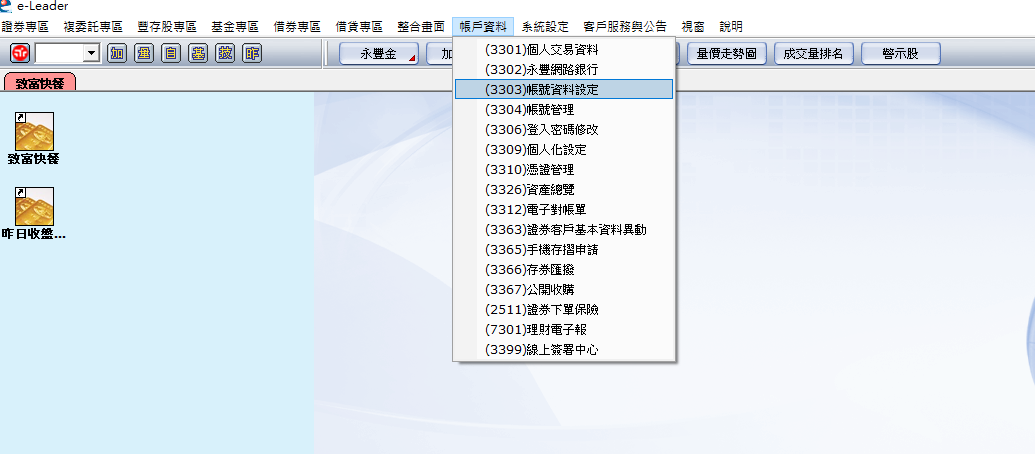 e-Leader
證券專區 複委託專區 豐存股專區 基金專區 借券專區 借貸專區 整合畫面 帳戶資料 系統設定 客戶服務與公告 視窗 說明
加 自 基 技 昨 永豐金 加 量價走勢圖 成交量排名 警示股
致富快餐
致富快餐
昨日收盤...
(3301)個人交易資料
(3302)永豐網路銀行
(3303)帳號資料設定
(3304)帳號管理
(3306)登入密碼修改
(3309)個人化設定
(3310)憑證管理
(3326)資產總覽
(3312)電子對帳單
(3363)證券客戶基本資料異動
(3365)手機存摺申請
(3366)存券匯撥
(3367)公開收購
(2511)證券下單保險
(7301)理財電子報
(3399)線上簽署中心